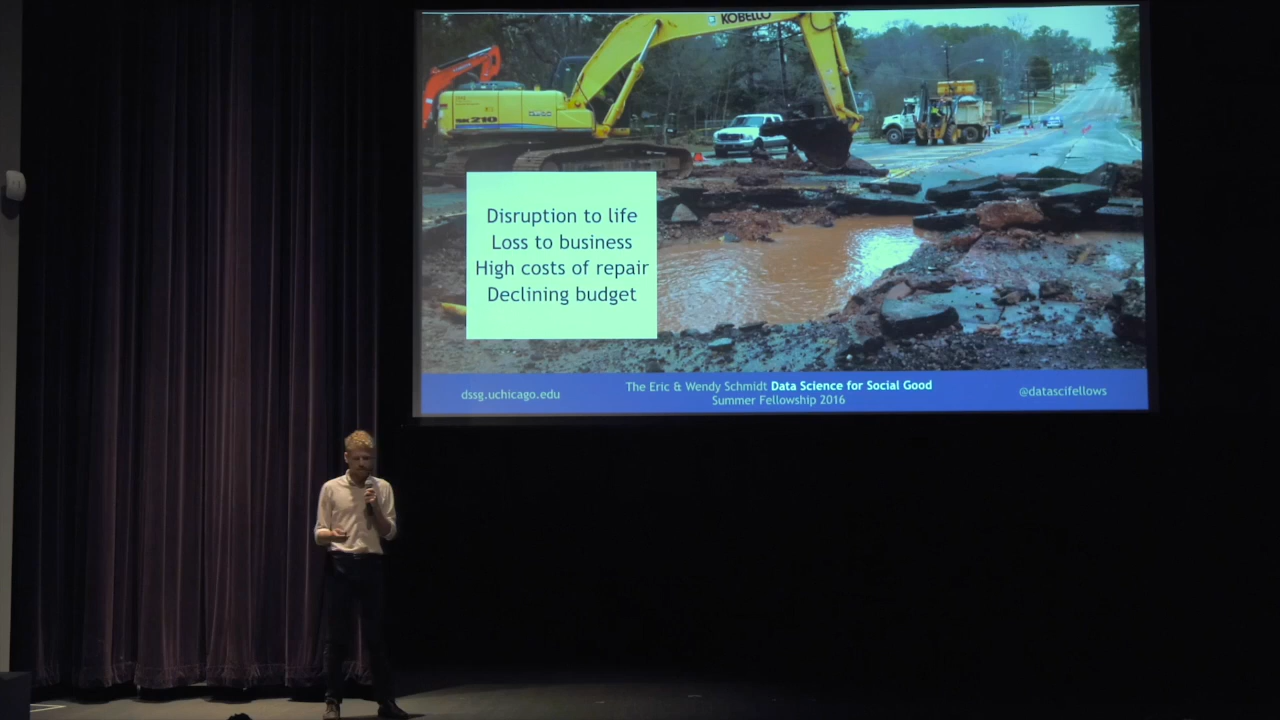 KOBELCO
SK210
Disruption to life
Loss to business
High costs of repair
Declining budget
dssg.uchicago.edu
The Eric & Wendy Schmidt Data Science for Social Good
Summer Fellowship 2016
@datascifellows